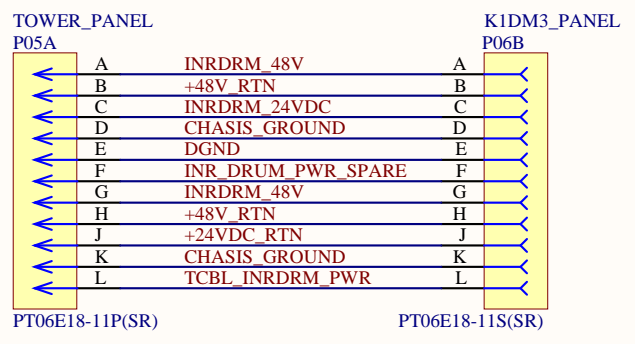 TOWER_PANEL K1DM3_PANEL
P05A P06B
A INRDRM_48V A
B +48V_RTN B
C INRDRM_24VDC C
D CHASIS_GROUND D
E DGND E
F INR_DRUM_PWR_SPARE F
G INRDRM_48V G
H +48V_RTN H
J +24VDC_RTN J
K CHASIS_GROUND K
L TCBL_INRDRM_PWR L
PT06E18-11P(SR) PT06E18-11S(SR)